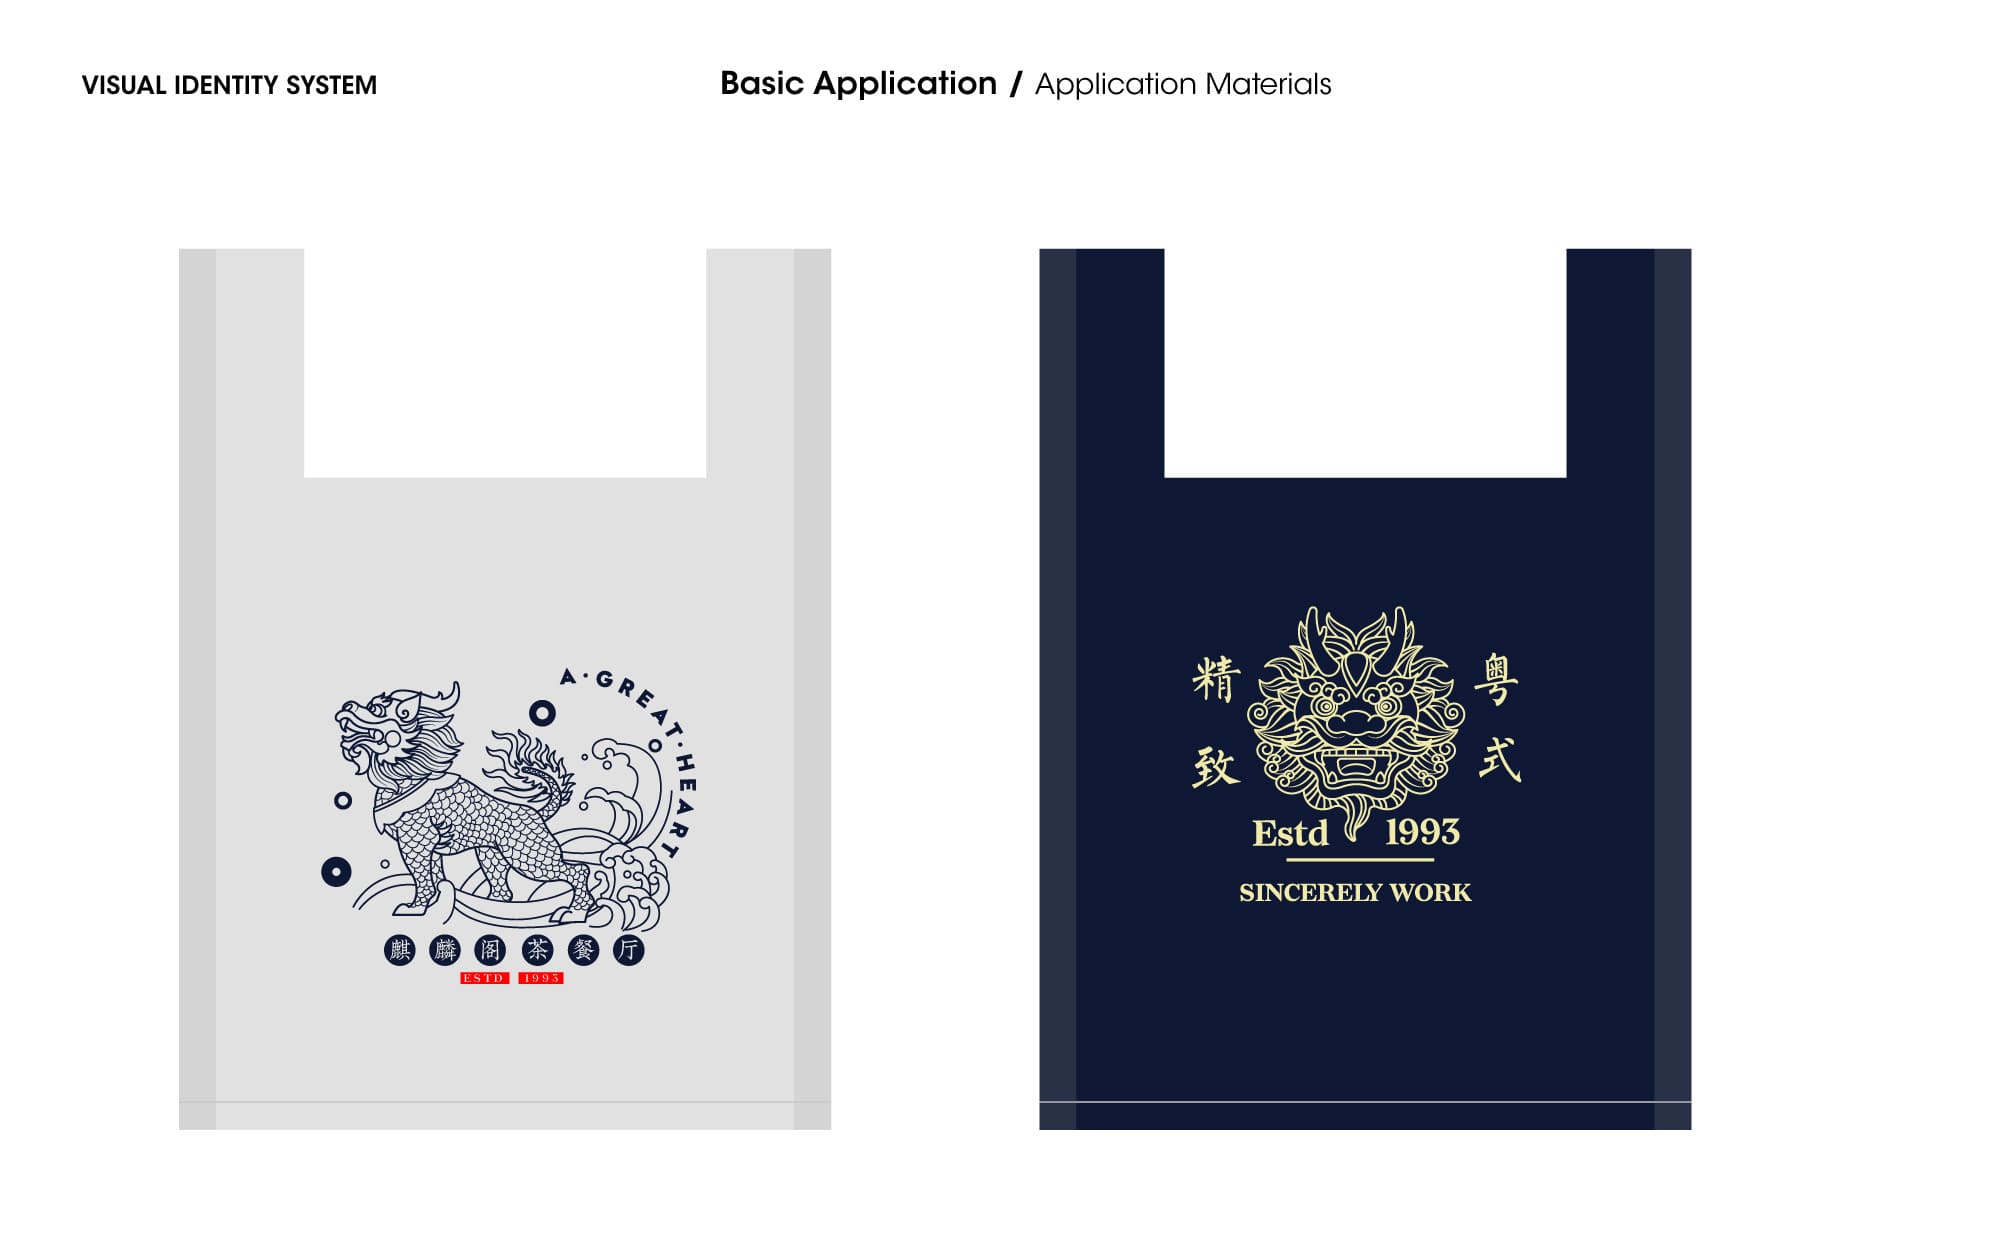 VISUAL IDENTITY SYSTEM
Basic Application / Application Materials
A·GREAT·HEART
麒麟阁茶餐厅
ESTD 1993
精致
粤式
Estd 1993
SINCERELY WORK